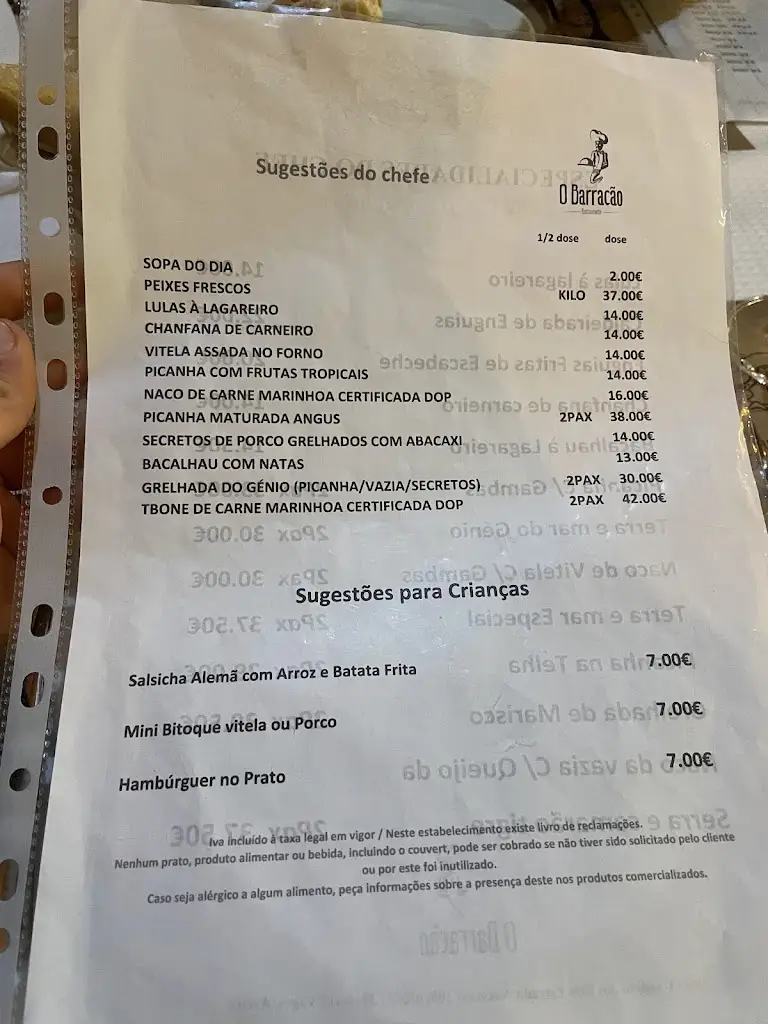 Sugestões do chefe
O Barracão
Restaurante
1/2 dose dose
SOPA DO DIA 2.00€
PEIXES FRESCOS KILO 37.00€
LULAS À LAGAREIRO 14.00€
CHANFANA DE CARNEIRO 14.00€
VITELA ASSADA NO FORNO 14.00€
PICANHA COM FRUTAS TROPICAIS 14.00€
NACO DE CARNE MARINHOA CERTIFICADA DOP 16.00€
PICANHA MATURADA ANGUS 2PAX 38.00€
SECRETOS DE PORCO GRELHADOS COM ABACAXI 14.00€
BACALHAU COM NATAS 13.00€
GRELHADA DO GÉNIO (PICANHA/VAZIA/SECRETOS) 2PAX 30.00€
TBONE DE CARNE MARINHOA CERTIFICADA DOP 2PAX 42.00€
Sugestões para Crianças
Salsicha Alemã com Arroz e Batata Frita 7.00€
Mini Bitoque vitela ou Porco 7.00€
Hambúrguer no Prato 7.00€
Iva incluído à taxa legal em vigor / Neste estabelecimento existe livro de reclamações.
Nenhum prato, produto alimentar ou bebida, incluindo o couvert, pode ser cobrado se não tiver sido solicitado pelo cliente
ou por este foi inutilizado.
Caso seja alérgico a algum alimento, peça informações sobre a presença deste nos produtos comercializados.